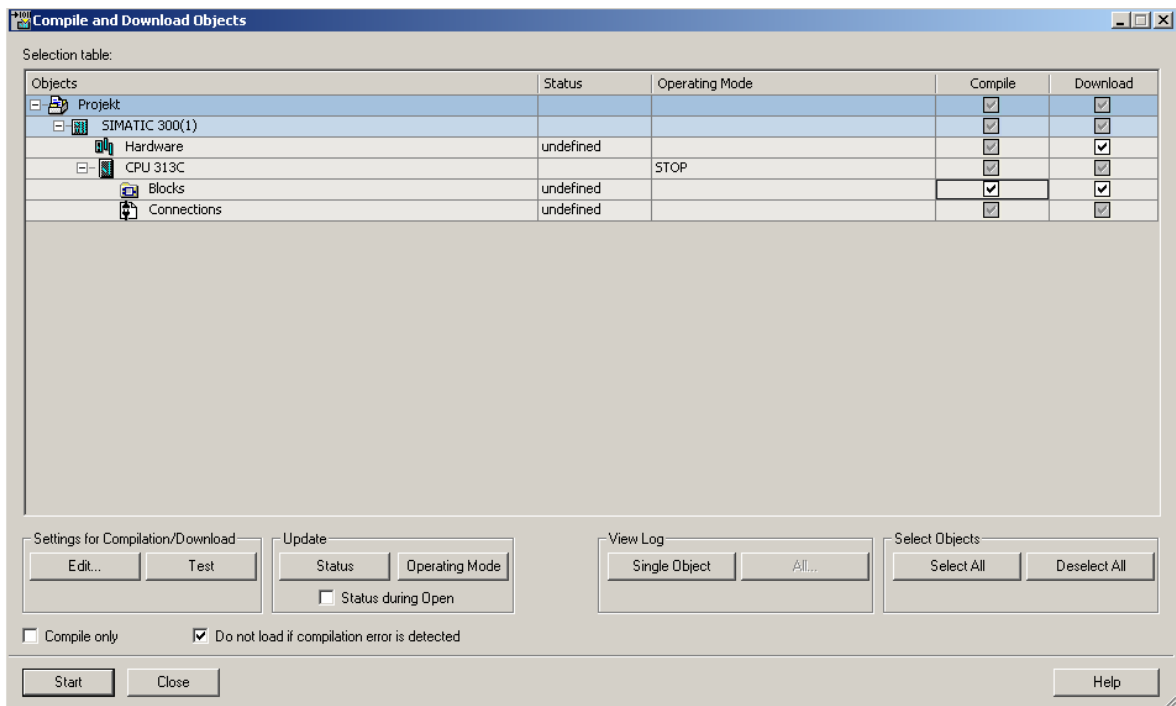 Compile and Download Objects
Selection table:
Objects Status Operating Mode Compile Download
Projekt
SIMATIC 300(1)
Hardware undefined
CPU 313C STOP
Blocks undefined
Connections undefined
Settings for Compilation/Download Update View Log Select Objects
Edit... Test Status Operating Mode Single Object All... Select All Deselect All
Status during Open
Compile only Do not load if compilation error is detected
Start Close Help